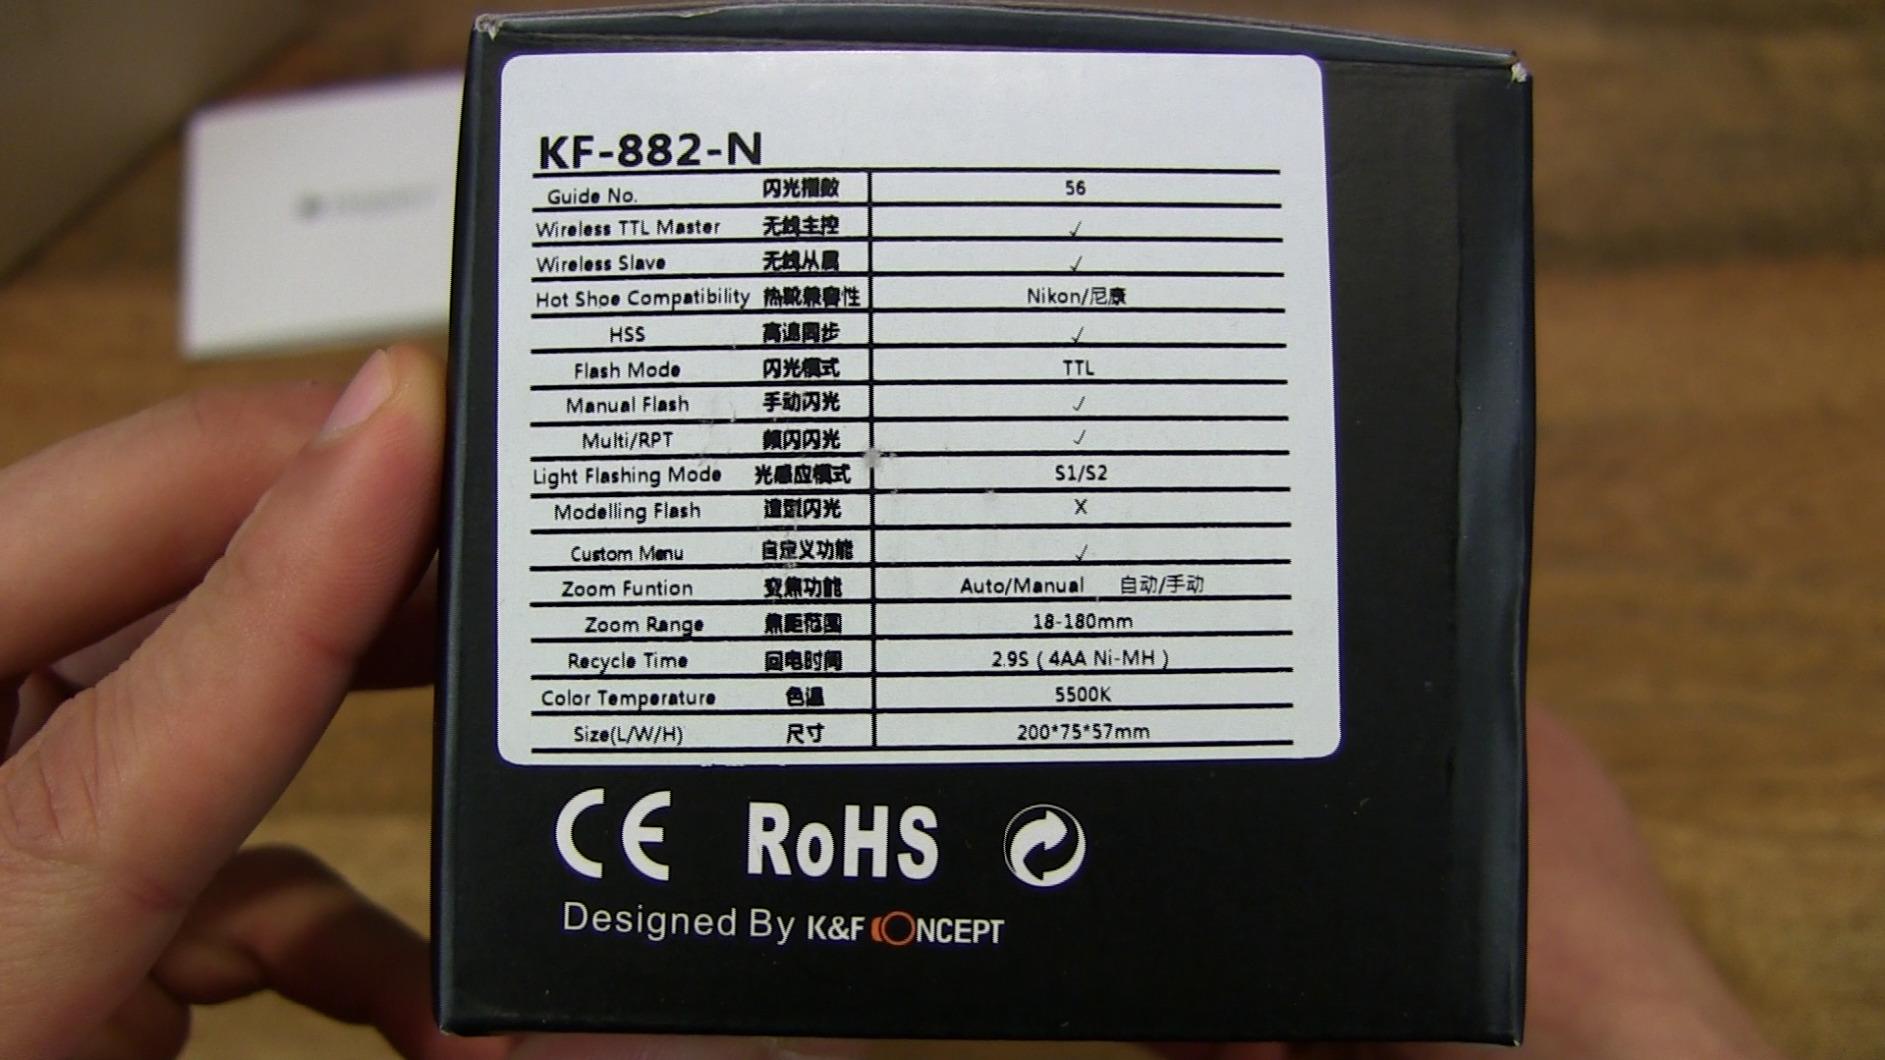 KF-882-N
Guide No. 闪光指数 56
Wireless TTL Master 无线主控 √
Wireless Slave 无线从属 √
Hot Shoe Compatibility 热靴兼容性 Nikon/尼康
HSS 高速同步 √
Flash Mode 闪光模式 TTL
Manual Flash 手动闪光 √
Multi/RPT 频闪闪光 √
Light Flashing Mode 光感应模式 S1/S2
Modelling Flash 造型闪光 X
Custom Menu 自定义功能 √
Zoom Funtion 变焦功能 Auto/Manual 自动/手动
Zoom Range 焦距范围 18-180mm
Recycle Time 回电时间 2.9S ( 4AA Ni-MH )
Color Temperature 色温 5500K
Size(L/W/H) 尺寸 200*75*57mm
CE RoHS
Designed By K&F CONCEPT